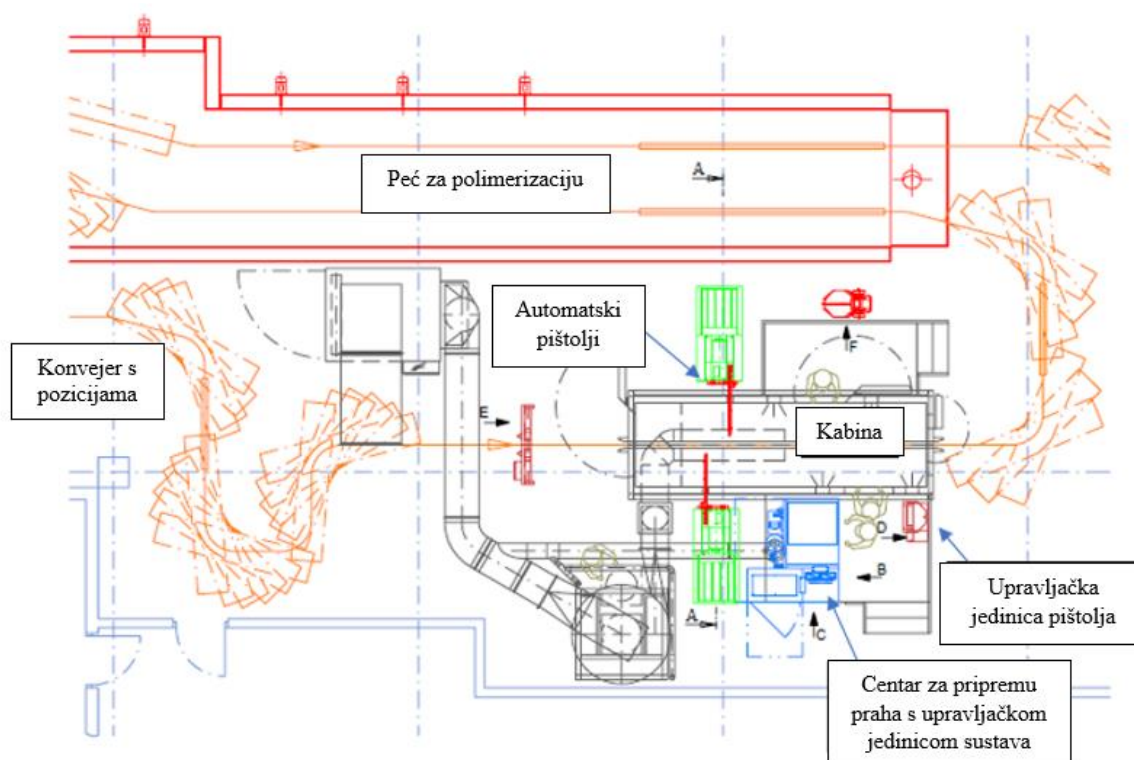 Peć za polimerizaciju
A
Automatski
pištolji
F
Konvejer s
pozicijama
E
Kabina
D
B
Upravljačka
jedinica pištolja
A
C
Centar za pripremu
praha s upravljačkom
jedinicom sustava